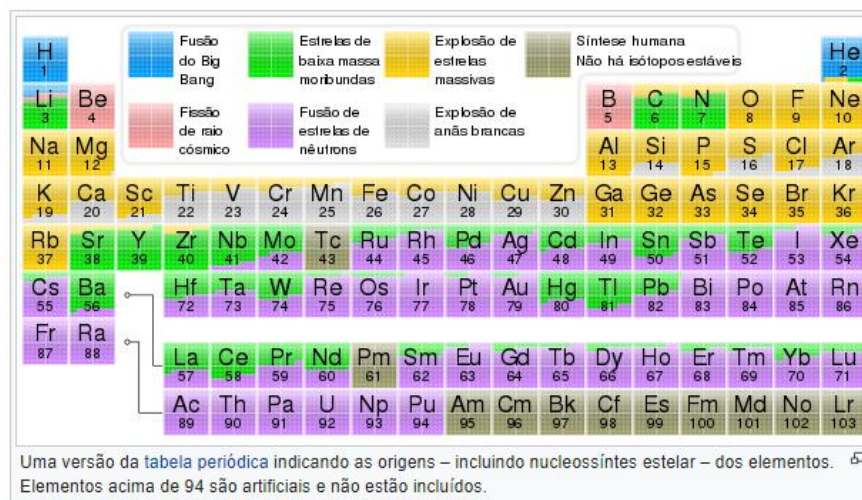 H He
1 2
Fusão do Big Bang
Estrelas de baixa massa moribundas
Explosão de estrelas massivas
Síntese humana
Não há isótopos estáveis
Fissão de raio cósmico
Fusão de estrelas de nêutrons
Explosão de anãs brancas
Li Be B C N O F Ne
3 4 5 6 7 8 9 10
Na Mg Al Si P S Cl Ar
11 12 13 14 15 16 17 18
K Ca Sc Ti V Cr Mn Fe Co Ni Cu Zn Ga Ge As Se Br Kr
19 20 21 22 23 24 25 26 27 28 29 30 31 32 33 34 35 36
Rb Sr Y Zr Nb Mo Tc Ru Rh Pd Ag Cd In Sn Sb Te I Xe
37 38 39 40 41 42 43 44 45 46 47 48 49 50 51 52 53 54
Cs Ba Hf Ta W Re Os Ir Pt Au Hg Tl Pb Bi Po At Rn
55 56 72 73 74 75 76 77 78 79 80 81 82 83 84 85 86
Fr Ra
87 88
La Ce Pr Nd Pm Sm Eu Gd Tb Dy Ho Er Tm Yb Lu
57 58 59 60 61 62 63 64 65 66 67 68 69 70 71
Ac Th Pa U Np Pu Am Cm Bk Cf Es Fm Md No Lr
89 90 91 92 93 94 95 96 97 98 99 100 101 102 103
Uma versão da tabela periódica indicando as origens – incluindo nucleossíntes estelar – dos elementos.
Elementos acima de 94 são artificiais e não estão incluídos.